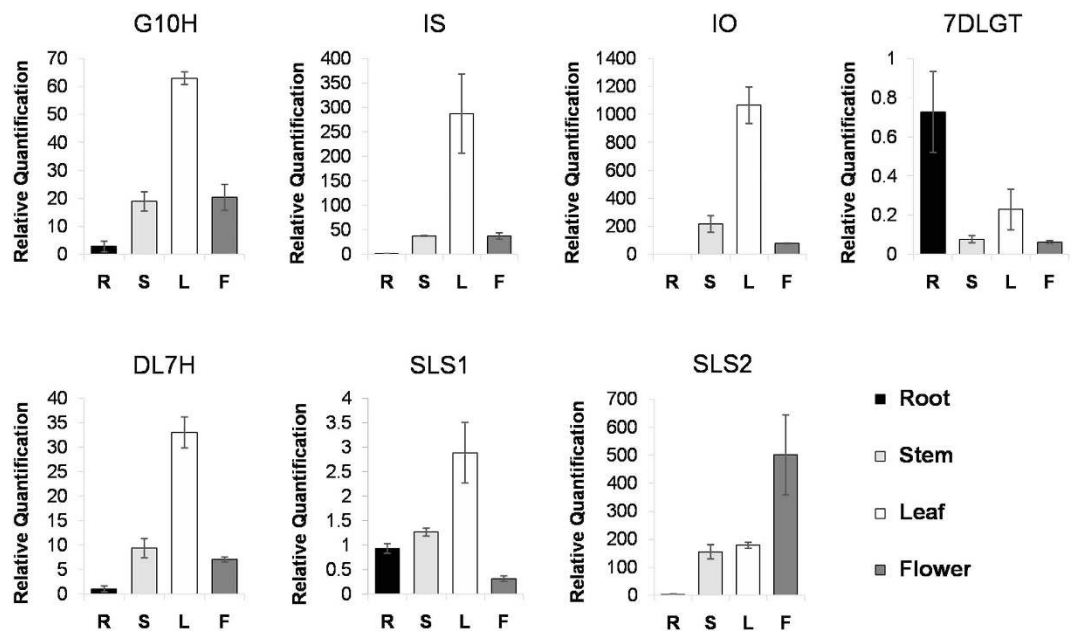 G10H
IS
IO
7DLGT
Relative Quantification
70
60
50
40
30
20
10
0
R S L F
Relative Quantification
400
350
300
250
200
150
100
50
0
R S L F
Relative Quantification
1400
1200
1000
800
600
400
200
0
R S L F
Relative Quantification
1
0.8
0.6
0.4
0.2
0
R S L F
DL7H
SLS1
SLS2
Relative Quantification
40
35
30
25
20
15
10
5
0
R S L F
Relative Quantification
4
3.5
3
2.5
2
1.5
1
0.5
0
R S L F
Relative Quantification
700
600
500
400
300
200
100
0
R S L F
Root
Stem
Leaf
Flower